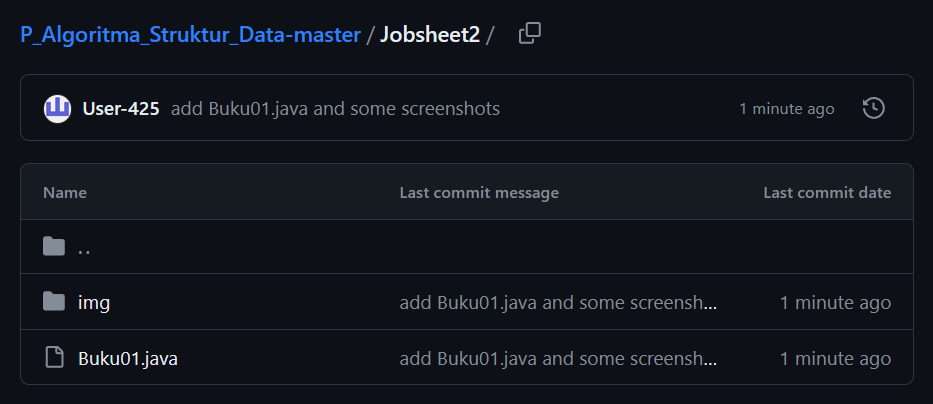 P_Algoritma_Struktur_Data-master / Jobsheet2 /
User-425 add Buku01.java and some screenshots 1 minute ago
Name Last commit message Last commit date
..
img add Buku01.java and some screensh... 1 minute ago
Buku01.java add Buku01.java and some screensh... 1 minute ago